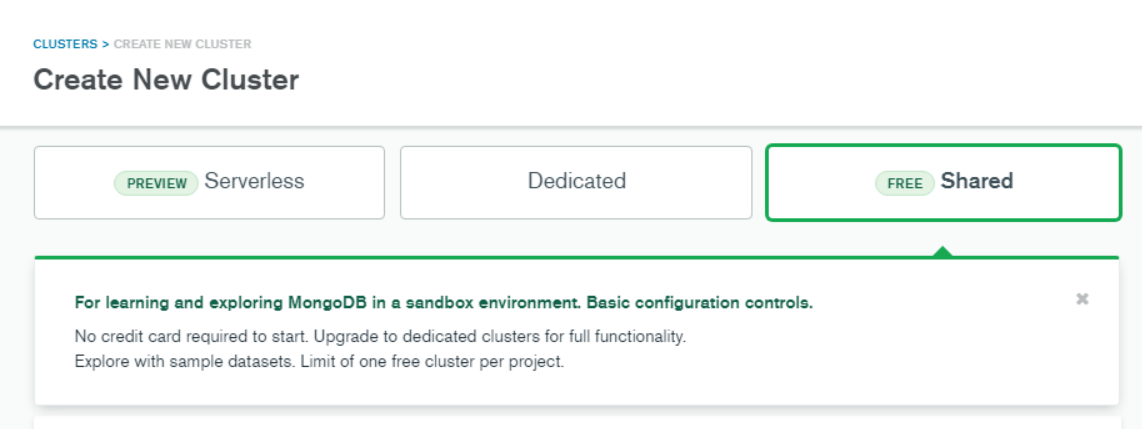 CLUSTERS > CREATE NEW CLUSTER
Create New Cluster
PREVIEW Serverless
Dedicated
FREE Shared
For learning and exploring MongoDB in a sandbox environment. Basic configuration controls.
No credit card required to start. Upgrade to dedicated clusters for full functionality.
Explore with sample datasets. Limit of one free cluster per project.